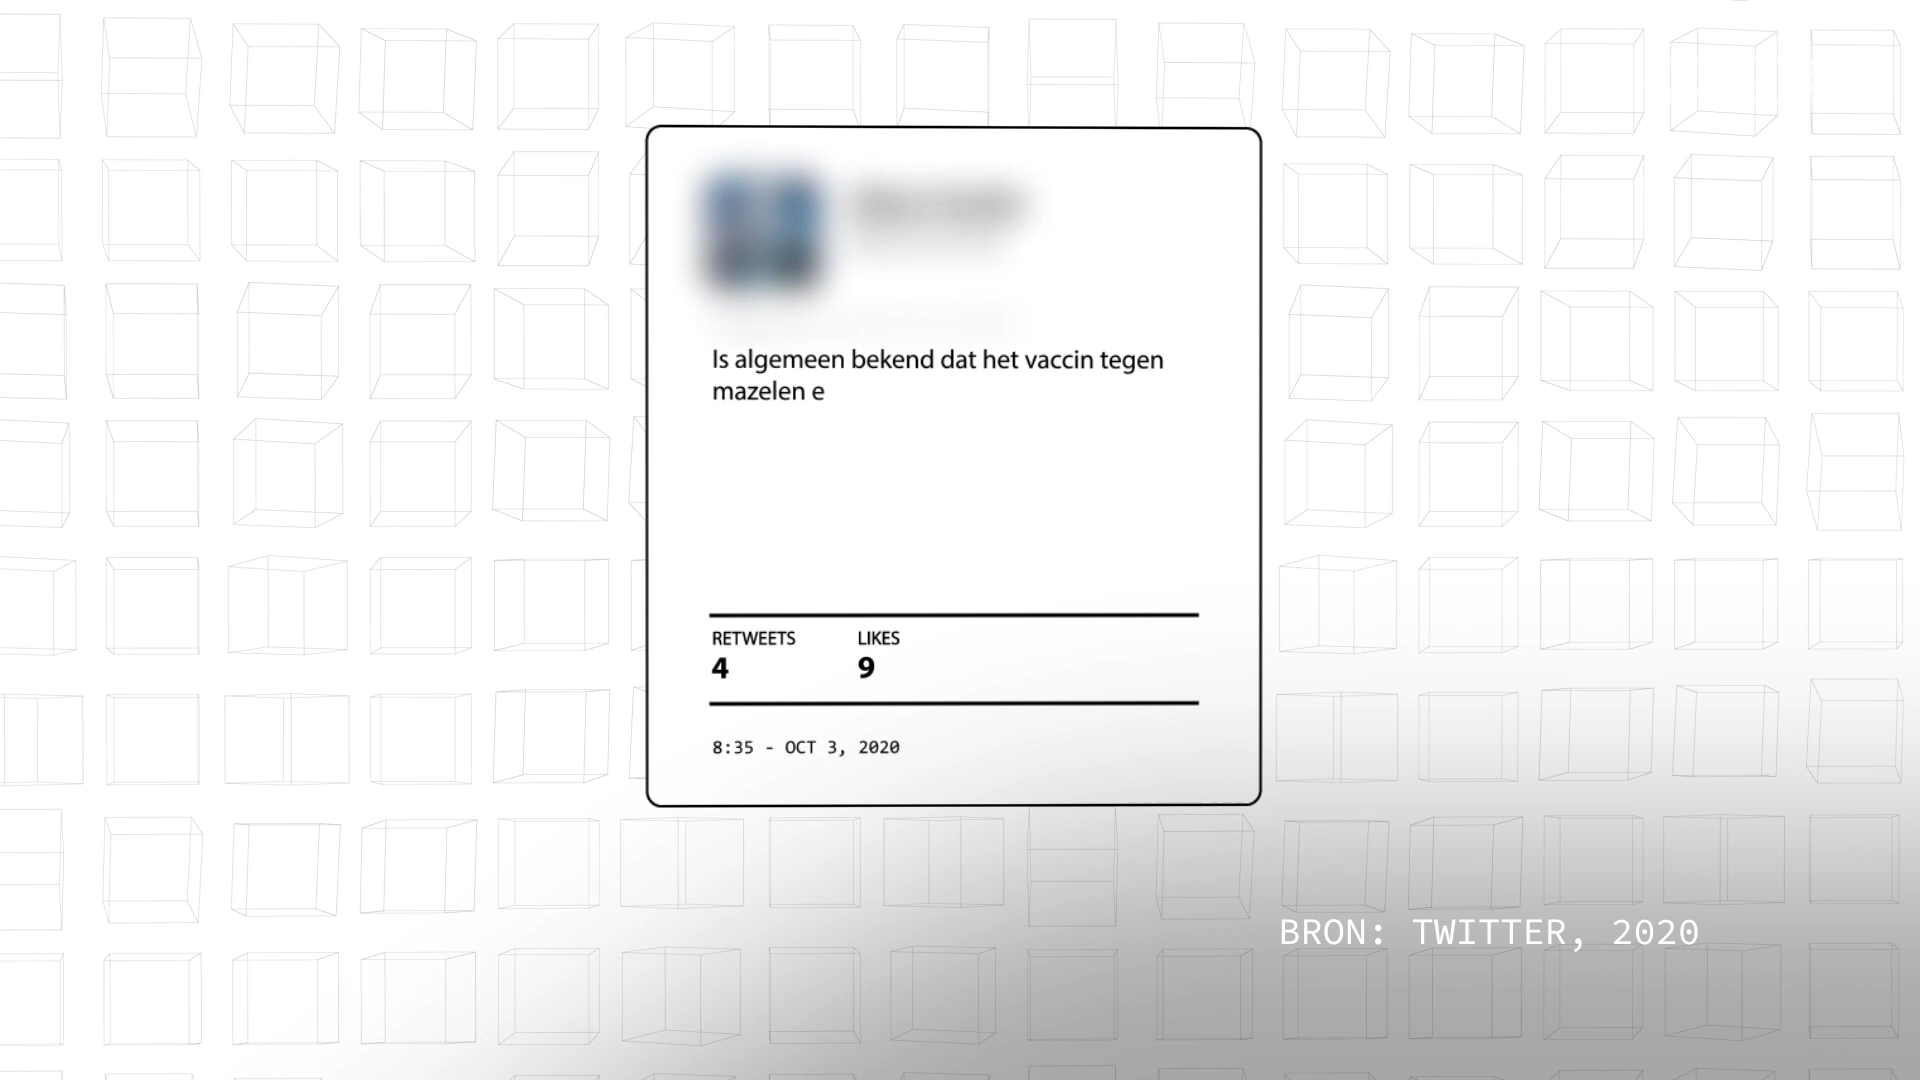 Is algemeen bekend dat het vaccin tegen
mazelen e
RETWEETS LIKES
4 9
8:35 - OCT 3, 2020
BRON: TWITTER, 2020